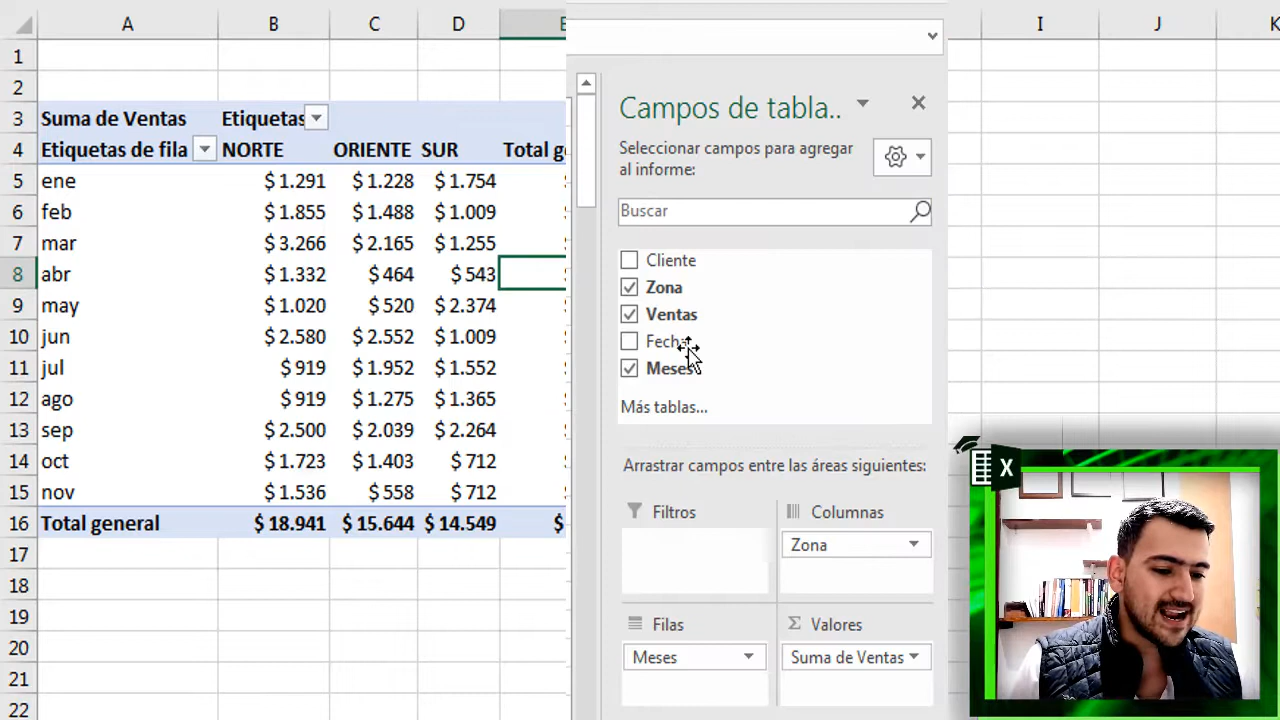 A B C D E I J K
1
2
3 Suma de Ventas Etiquetas
4 Etiquetas de fila NORTE ORIENTE SUR Total g
5 ene $ 1.291 $ 1.228 $ 1.754 $
6 feb $ 1.855 $ 1.488 $ 1.009 $
7 mar $ 3.266 $ 2.165 $ 1.255 $
8 abr $ 1.332 $ 464 $ 543 $
9 may $ 1.020 $ 520 $ 2.374 $
10 jun $ 2.580 $ 2.552 $ 1.009 $
11 jul $ 919 $ 1.952 $ 1.552 $
12 ago $ 919 $ 1.275 $ 1.365 $
13 sep $ 2.500 $ 2.039 $ 2.264 $
14 oct $ 1.723 $ 1.403 $ 712 $
15 nov $ 1.536 $ 558 $ 712 $
16 Total general $ 18.941 $ 15.644 $ 14.549 $
17
18
19
20
21
22
Campos de tabla..
Seleccionar campos para agregar
al informe:
Buscar
Cliente
Zona
Ventas
Fecha
Meses
Más tablas...
Arrastrar campos entre las áreas siguientes:
Filtros
Columnas
Zona
Filas
Meses
Valores
Suma de Ventas
X